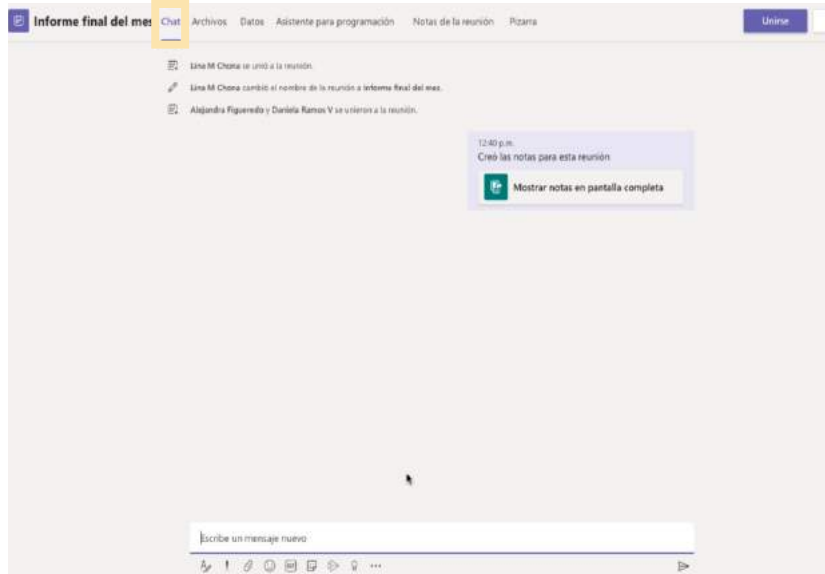 Informe final del mes Chat Archivos Datos Asistente para programación Notas de la reunión Pizarra Unirse
Lina M Chona se unió a la reunión.
Lina M Chona cambió el nombre de la reunión a Informe final del mes.
Alejandra Figueredo y Daniela Ramos V se unieron a la reunión.
12:40 p.m.
Creó las notas para esta reunión
Mostrar notas en pantalla completa
Escribe un mensaje nuevo